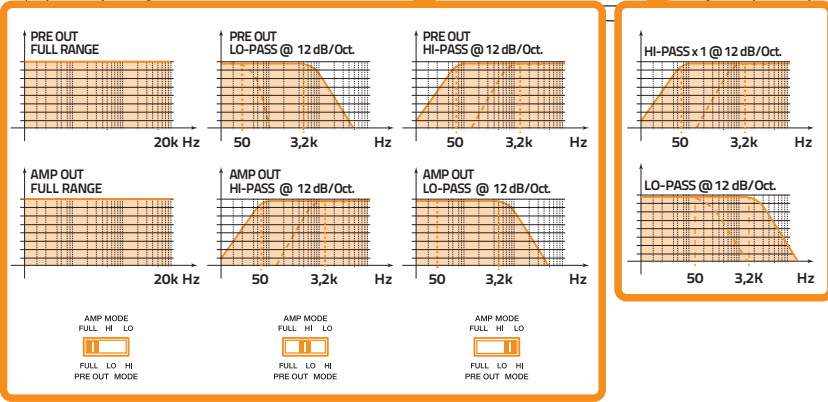 PRE OUT
FULL RANGE
20k Hz
PRE OUT
LO-PASS @ 12 dB/Oct.
50 3,2k Hz
PRE OUT
HI-PASS @ 12 dB/Oct.
50 3,2k Hz
AMP OUT
FULL RANGE
20k Hz
AMP OUT
HI-PASS @ 12 dB/Oct.
50 3,2k Hz
AMP OUT
LO-PASS @ 12 dB/Oct.
50 3,2k Hz
AMP MODE
FULL HI LO
FULL LO HI
PRE OUT MODE
AMP MODE
FULL HI LO
FULL LO HI
PRE OUT MODE
AMP MODE
FULL HI LO
FULL LO HI
PRE OUT MODE
HI-PASS x 1 @ 12 dB/Oct.
50 3,2k Hz
LO-PASS @ 12 dB/Oct.
50 3,2K Hz